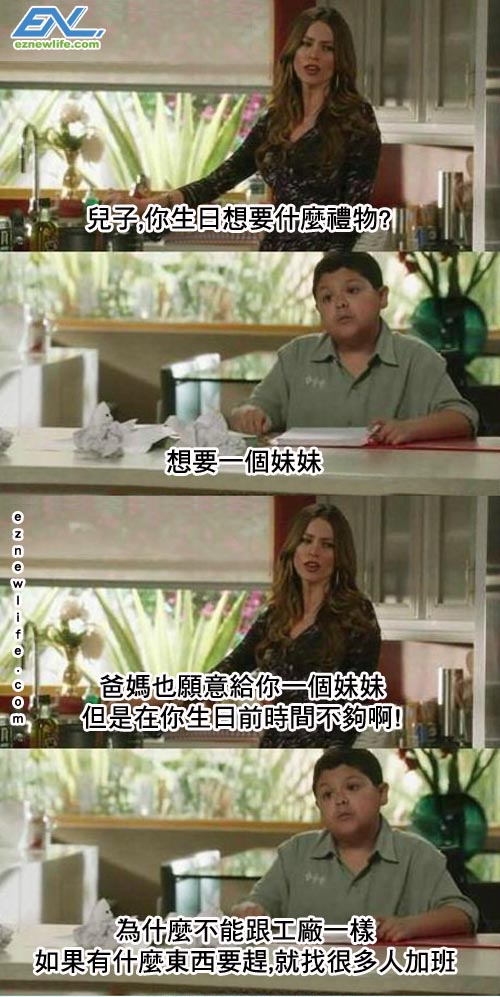 ENL
eznewlife.com
兒子,你生日想要什麼禮物?
想要一個妹妹
eznewlife.com
爸媽也願意給你一個妹妹
但是在你生日前時間不夠啊!
為什麼不能跟工廠一樣
如果有什麼東西要趕,就找很多人加班